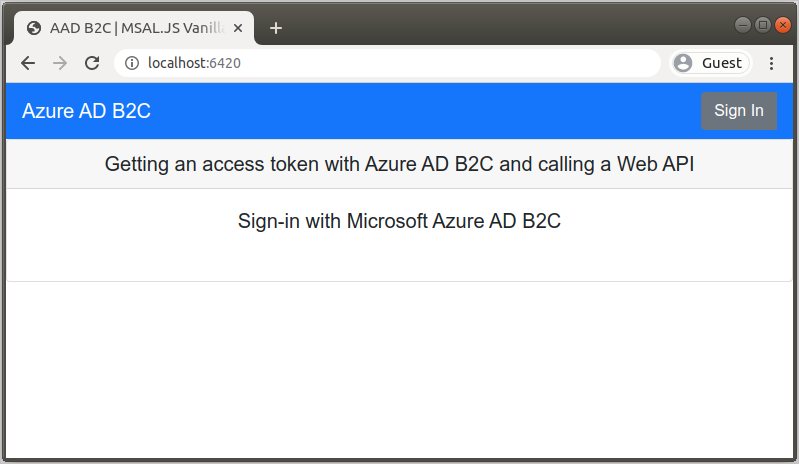 AAD B2C | MSAL.JS Vanill
localhost:6420
Guest
Azure AD B2C
Sign In
Getting an access token with Azure AD B2C and calling a Web API
Sign-in with Microsoft Azure AD B2C